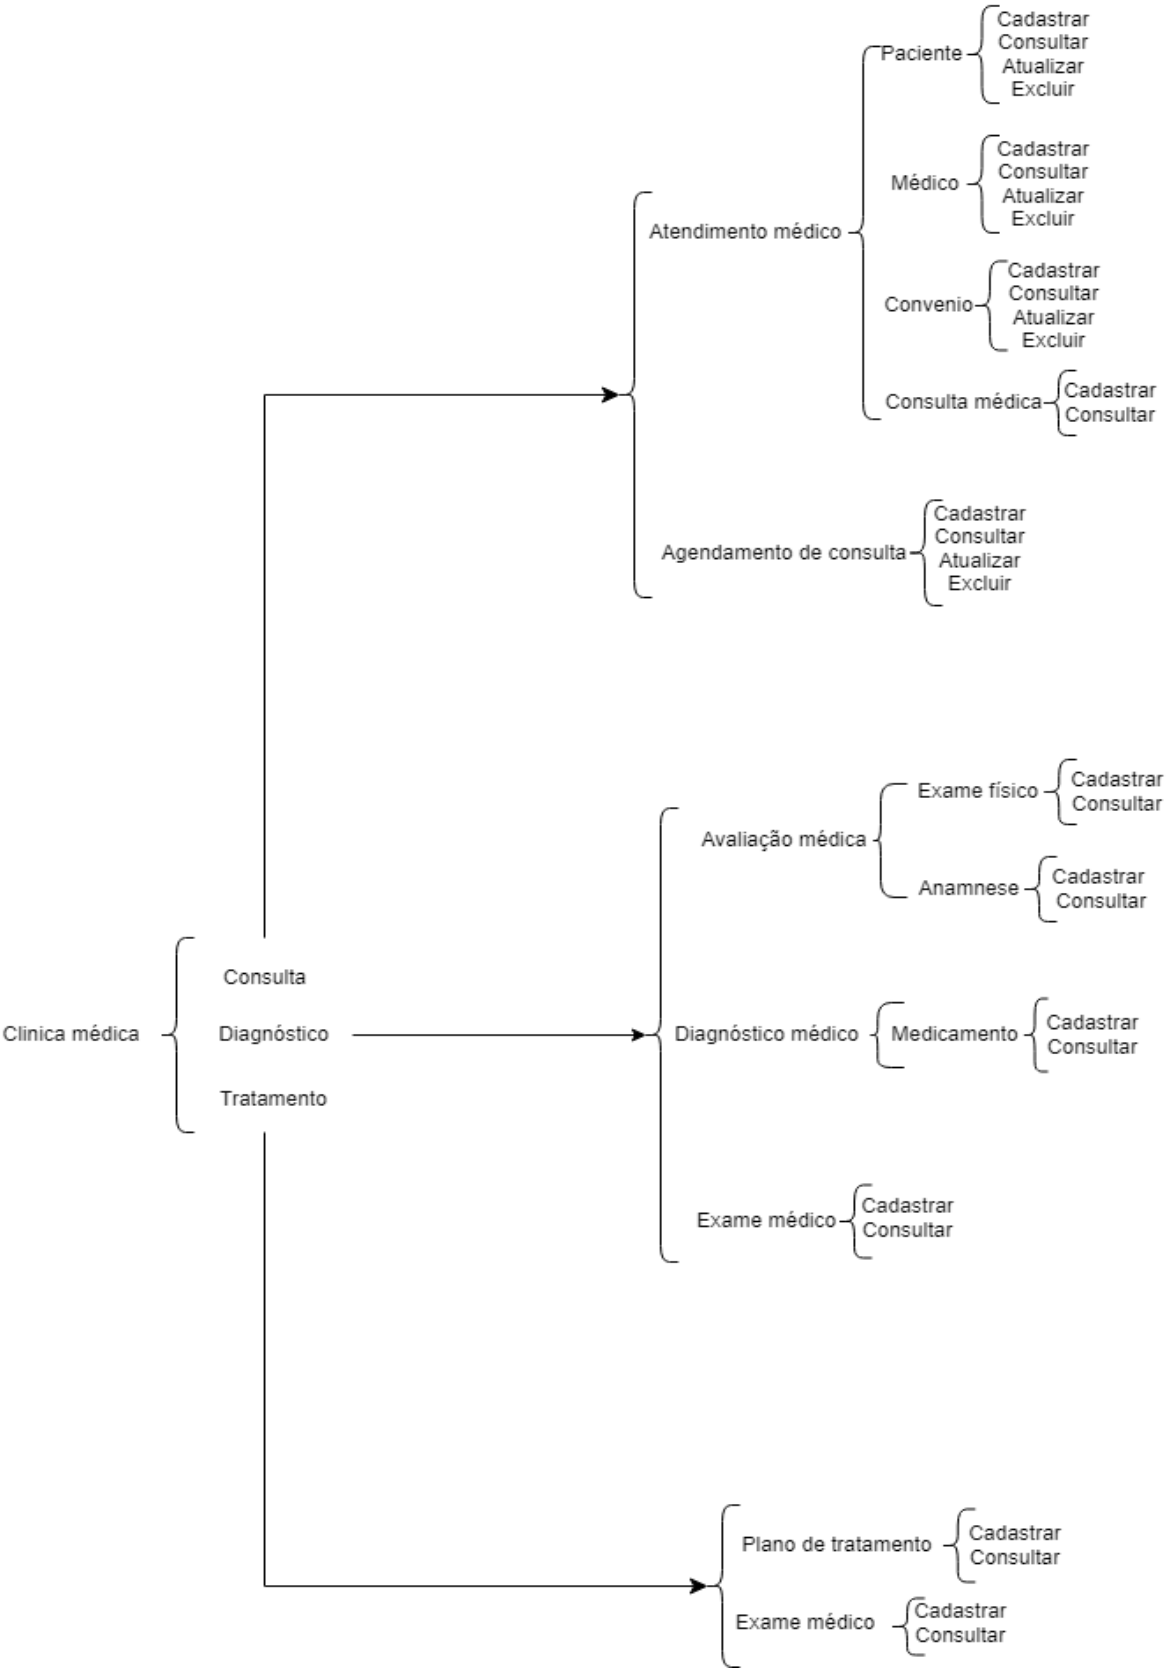 Paciente
Cadastrar
Consultar
Atualizar
Excluir
Médico
Cadastrar
Consultar
Atualizar
Excluir
Atendimento médico
Convenio
Cadastrar
Consultar
Atualizar
Excluir
Consulta médica
Cadastrar
Consultar
Agendamento de consulta
Cadastrar
Consultar
Atualizar
Excluir
Clinica médica
Consulta
Diagnóstico
Tratamento
Avaliação médica
Exame físico
Cadastrar
Consultar
Anamnese
Cadastrar
Consultar
Diagnóstico médico
Medicamento
Cadastrar
Consultar
Exame médico
Cadastrar
Consultar
Plano de tratamento
Cadastrar
Consultar
Exame médico
Cadastrar
Consultar